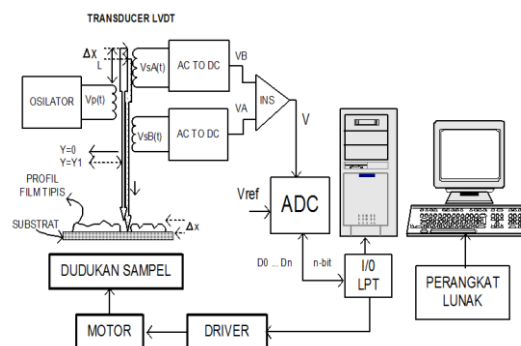 TRANSDUCER LVDT
Δx
L
OSILATOR
Vp(t)
VsA(t)
AC TO DC
VB
VsB(t)
AC TO DC
VA
INS
V
Y=0
Y=Y1
PROFIL
FILM TIPIS
SUBSTRAT
Δx
Vref
ADC
D0 ... Dn
n-bit
I/0
LPT
DUDUKAN SAMPEL
MOTOR
DRIVER
PERANGKAT
LUNAK